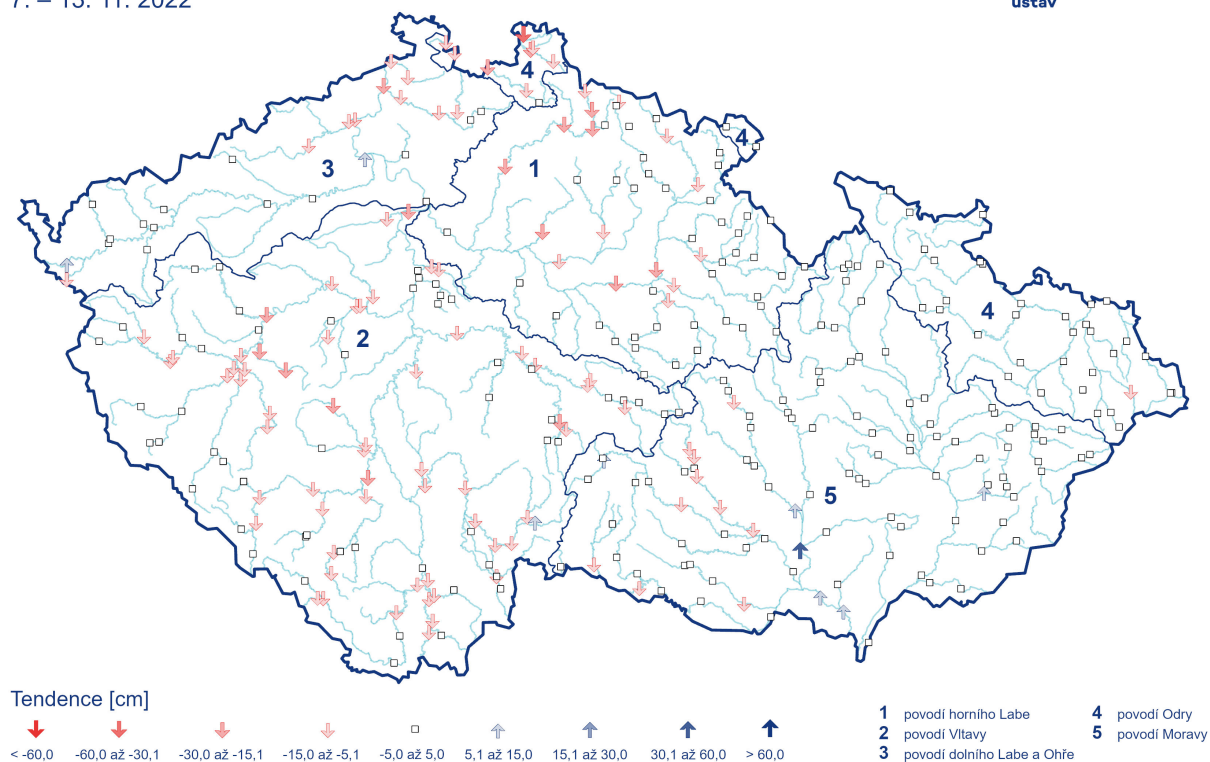 7. – 13. 11. 2022
ústav
4
4
3
1
4
2
5
Tendence [cm]
< -60,0 -60,0 až -30,1 -30,0 až -15,1 -15,0 až -5,1 -5,0 až 5,0 5,1 až 15,0 15,1 až 30,0 30,1 až 60,0 > 60,0
1 povodí horního Labe
2 povodí Vltavy
3 povodí dolního Labe a Ohře
4 povodí Odry
5 povodí Moravy